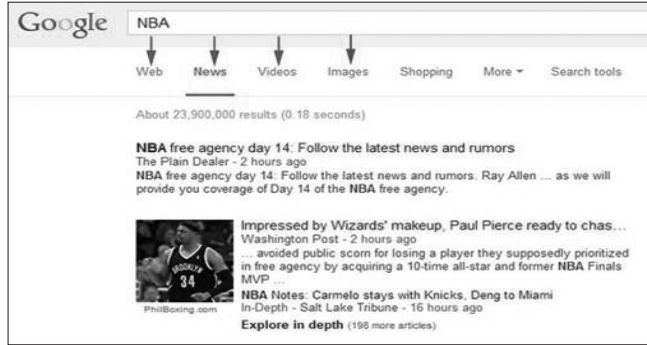 Google NBA
Web News Videos Images Shopping More Search tools
About 23,900,000 results (0.18 seconds)
NBA free agency day 14: Follow the latest news and rumors
The Plain Dealer - 2 hours ago
NBA free agency day 14: Follow the latest news and rumors. Ray Allen ... as we will
provide you coverage of Day 14 of the NBA free agency.
Impressed by Wizards' makeup, Paul Pierce ready to chas...
Washington Post - 2 hours ago
... avoided public scorn for losing a player they supposedly prioritized
in free agency by acquiring a 10-time all-star and former NBA Finals
MVP ...
NBA Notes: Carmelo stays with Knicks, Deng to Miami
In-Depth - Salt Lake Tribune - 16 hours ago
Explore in depth (198 more articles)
BROOKLYN
34
PhilBoxing.com